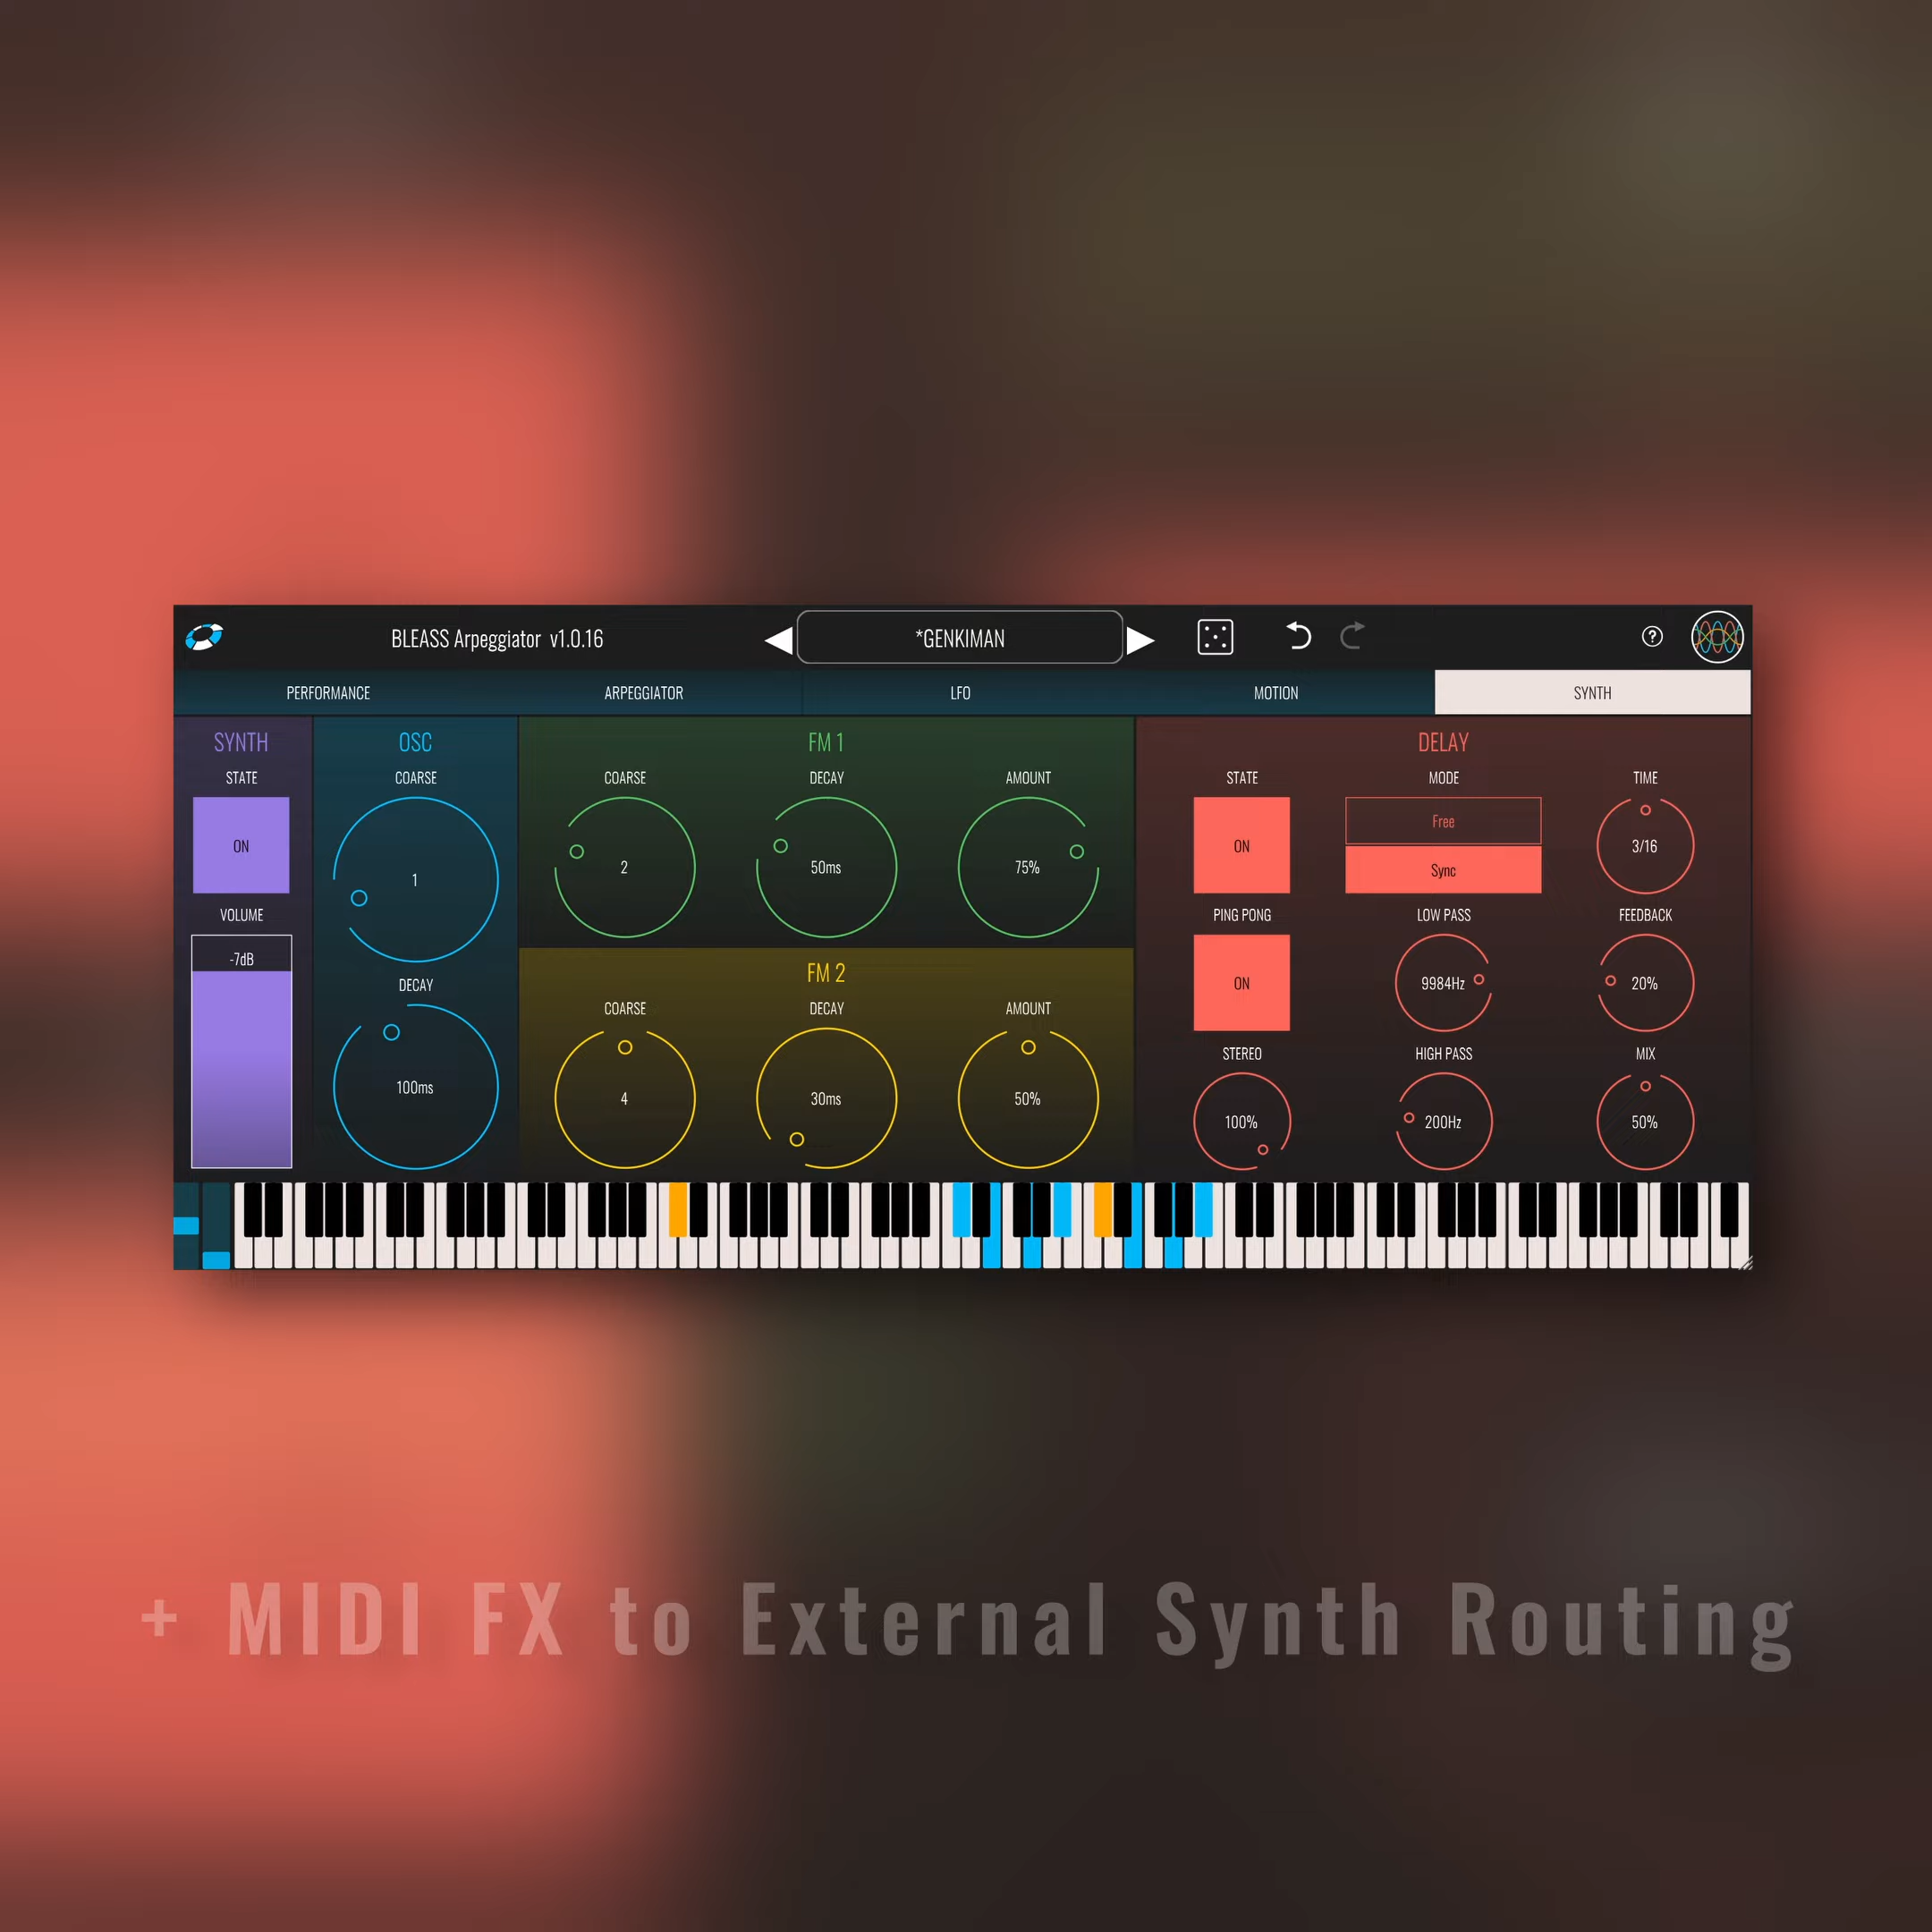 BLEASS Arpeggiator v1.0.16
*GENKIMAN
?
PERFORMANCE ARPEGGIATOR LFO MOTION SYNTH
SYNTH
STATE
ON
VOLUME
-7dB
OSC
COARSE
1
DECAY
100ms
FM 1
COARSE DECAY AMOUNT
2 50ms 75%
FM 2
COARSE DECAY AMOUNT
4 30ms 50%
DELAY
STATE MODE TIME
ON Free 3/16
Sync
PING PONG LOW PASS FEEDBACK
ON 9984Hz 20%
STEREO HIGH PASS MIX
100% 200Hz 50%
+ MIDI FX to External Synth Routing